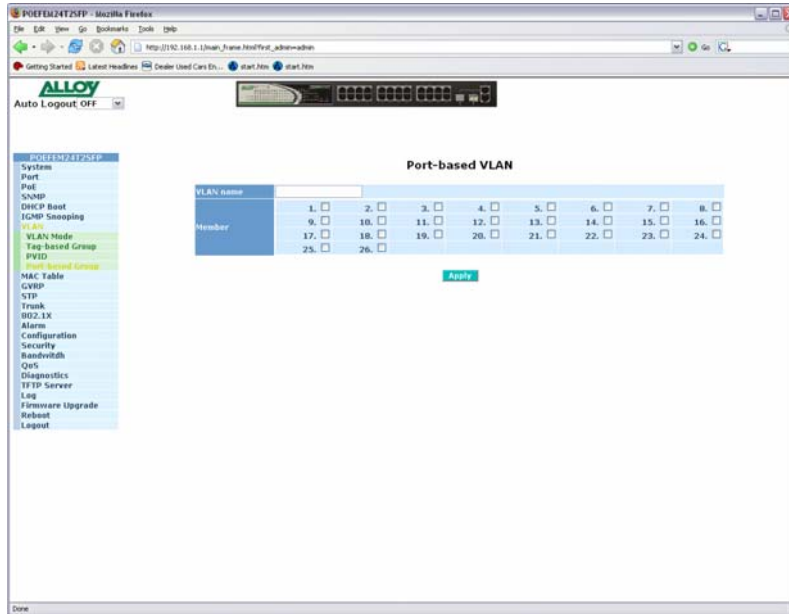 POEFEM24T2SFP - Mozilla Firefox
File Edit View Go Bookmarks Tools Help
http://192.168.1.1/main_frame.html?first_admin=admin
Getting Started Latest Headlines Dealer Used Cars En... start.htm start.htm
ALLOY
Auto Logout OFF
POEFEM24T2SFP
System
Port
PoE
SNMP
DHCP Boot
IGMP Snooping
VLAN
VLAN Mode
Tag-based Group
PVID
Port-based Group
MAC Table
GVRP
STP
Trunk
802.1X
Alarm
Configuration
Security
Bandwitdh
QoS
Diagnostics
TFTP Server
Log
Firmware Upgrade
Reboot
Logout
Port-based VLAN
VLAN name
Member
1. 2. 3. 4. 5. 6. 7. 8.
9. 10. 11. 12. 13. 14. 15. 16.
17. 18. 19. 20. 21. 22. 23. 24.
25. 26.
Apply
Done